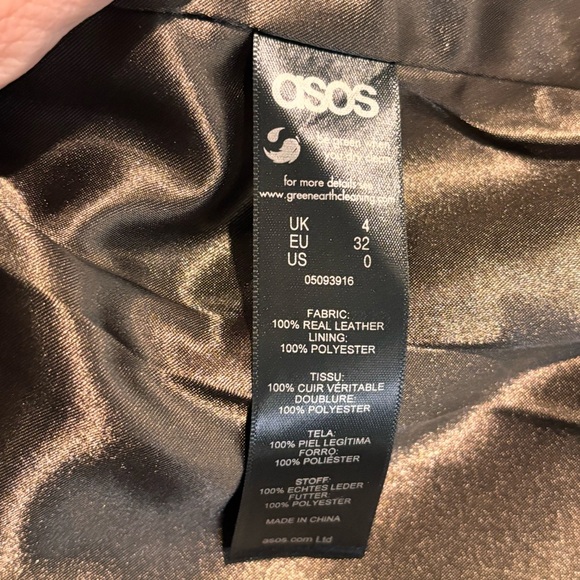 asos
for more details see
www.greenearthcleaning.com
UK 4
EU 32
US 0
05093916
FABRIC:
100% REAL LEATHER
LINING:
100% POLYESTER
TISSU:
100% CUIR VÉRITABLE
DOUBLURE:
100% POLYESTER
TELA:
100% PIEL LEGÍTIMA
FORRO:
100% POLIÉSTER
STOFF:
100% ECHTES LEDER
FUTTER:
100% POLYESTER
MADE IN CHINA
asos.com Ltd